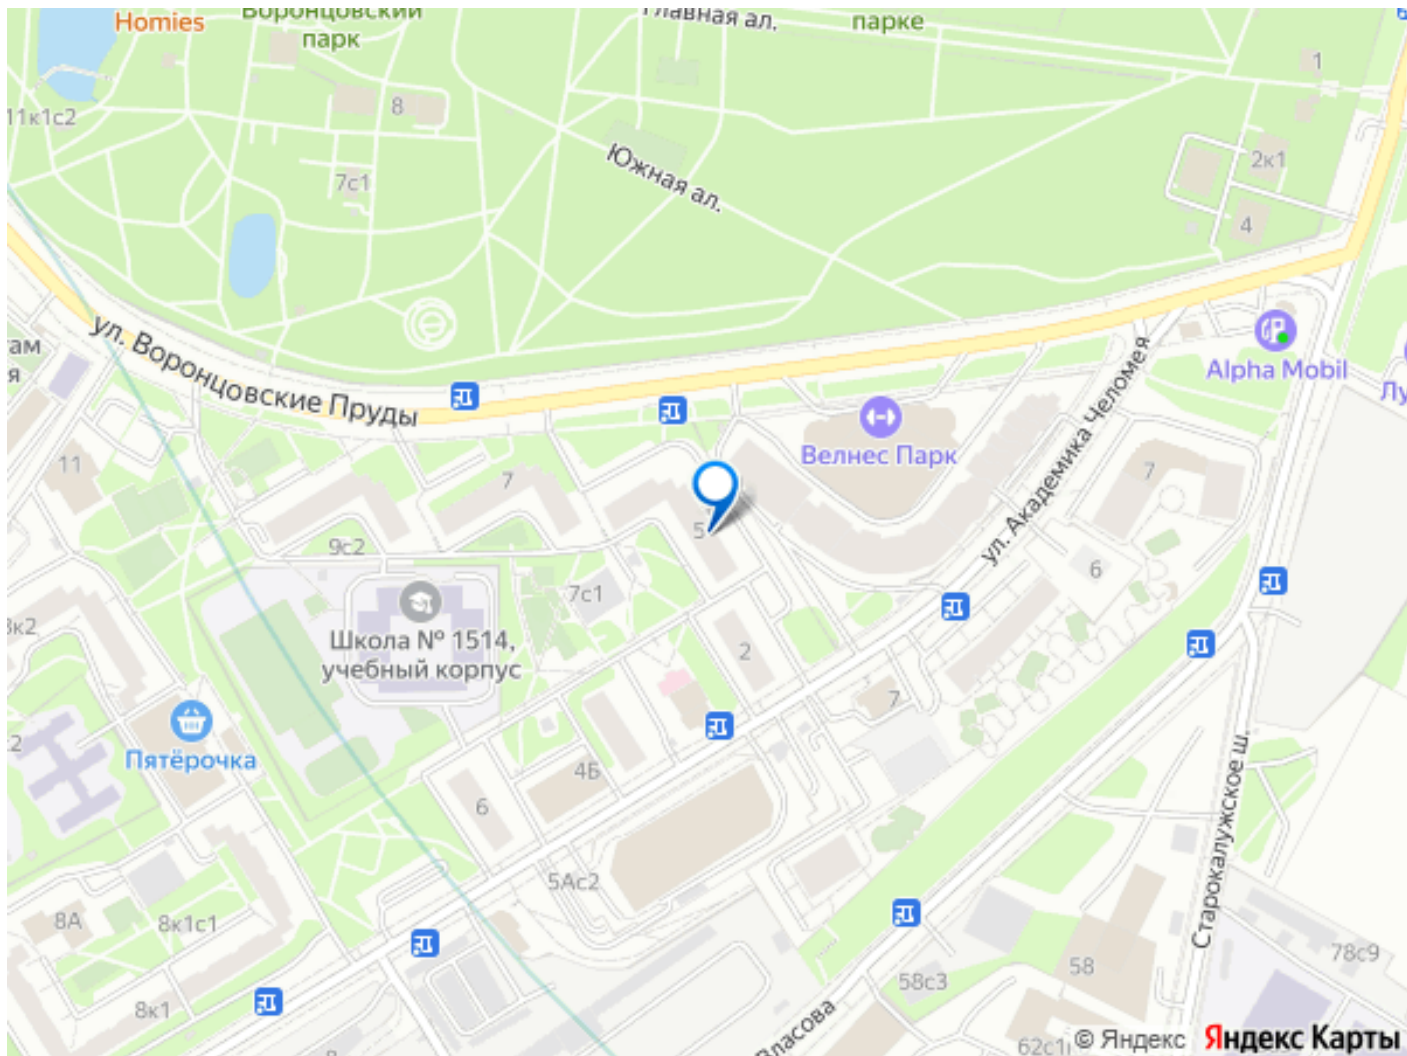 Homies
Воронцовский
парк
Главная ал.
парке
1
11к1с2
8
7с1
Южная ал.
2к1
4
ул. Воронцовские Пруды
Alpha Mobil
Велнес Парк
ул. Академика Челомея
11
7
7
5
9с2
6
7с1
Школа № 1514,
учебный корпус
2
7
Пятёрочка
4Б
6
Старокалужское ш.
5Ас2
8А
8к1с1
8к1
58
58с3
78с9
Власова
© Яндекс Яндекс Карты